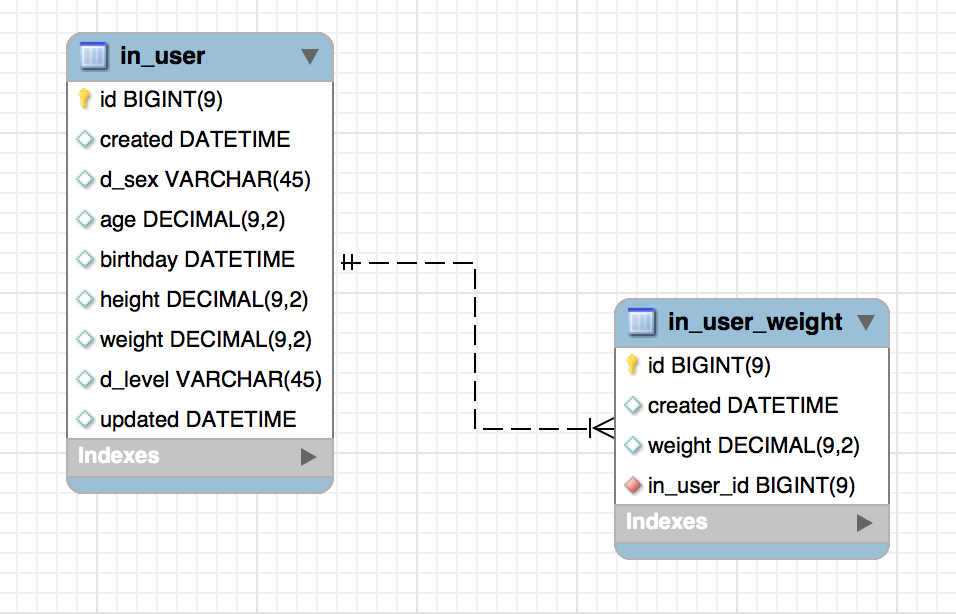 in_user
id BIGINT(9)
created DATETIME
d_sex VARCHAR(45)
age DECIMAL(9,2)
birthday DATETIME
height DECIMAL(9,2)
weight DECIMAL(9,2)
d_level VARCHAR(45)
updated DATETIME
Indexes
in_user_weight
id BIGINT(9)
created DATETIME
weight DECIMAL(9,2)
in_user_id BIGINT(9)
Indexes